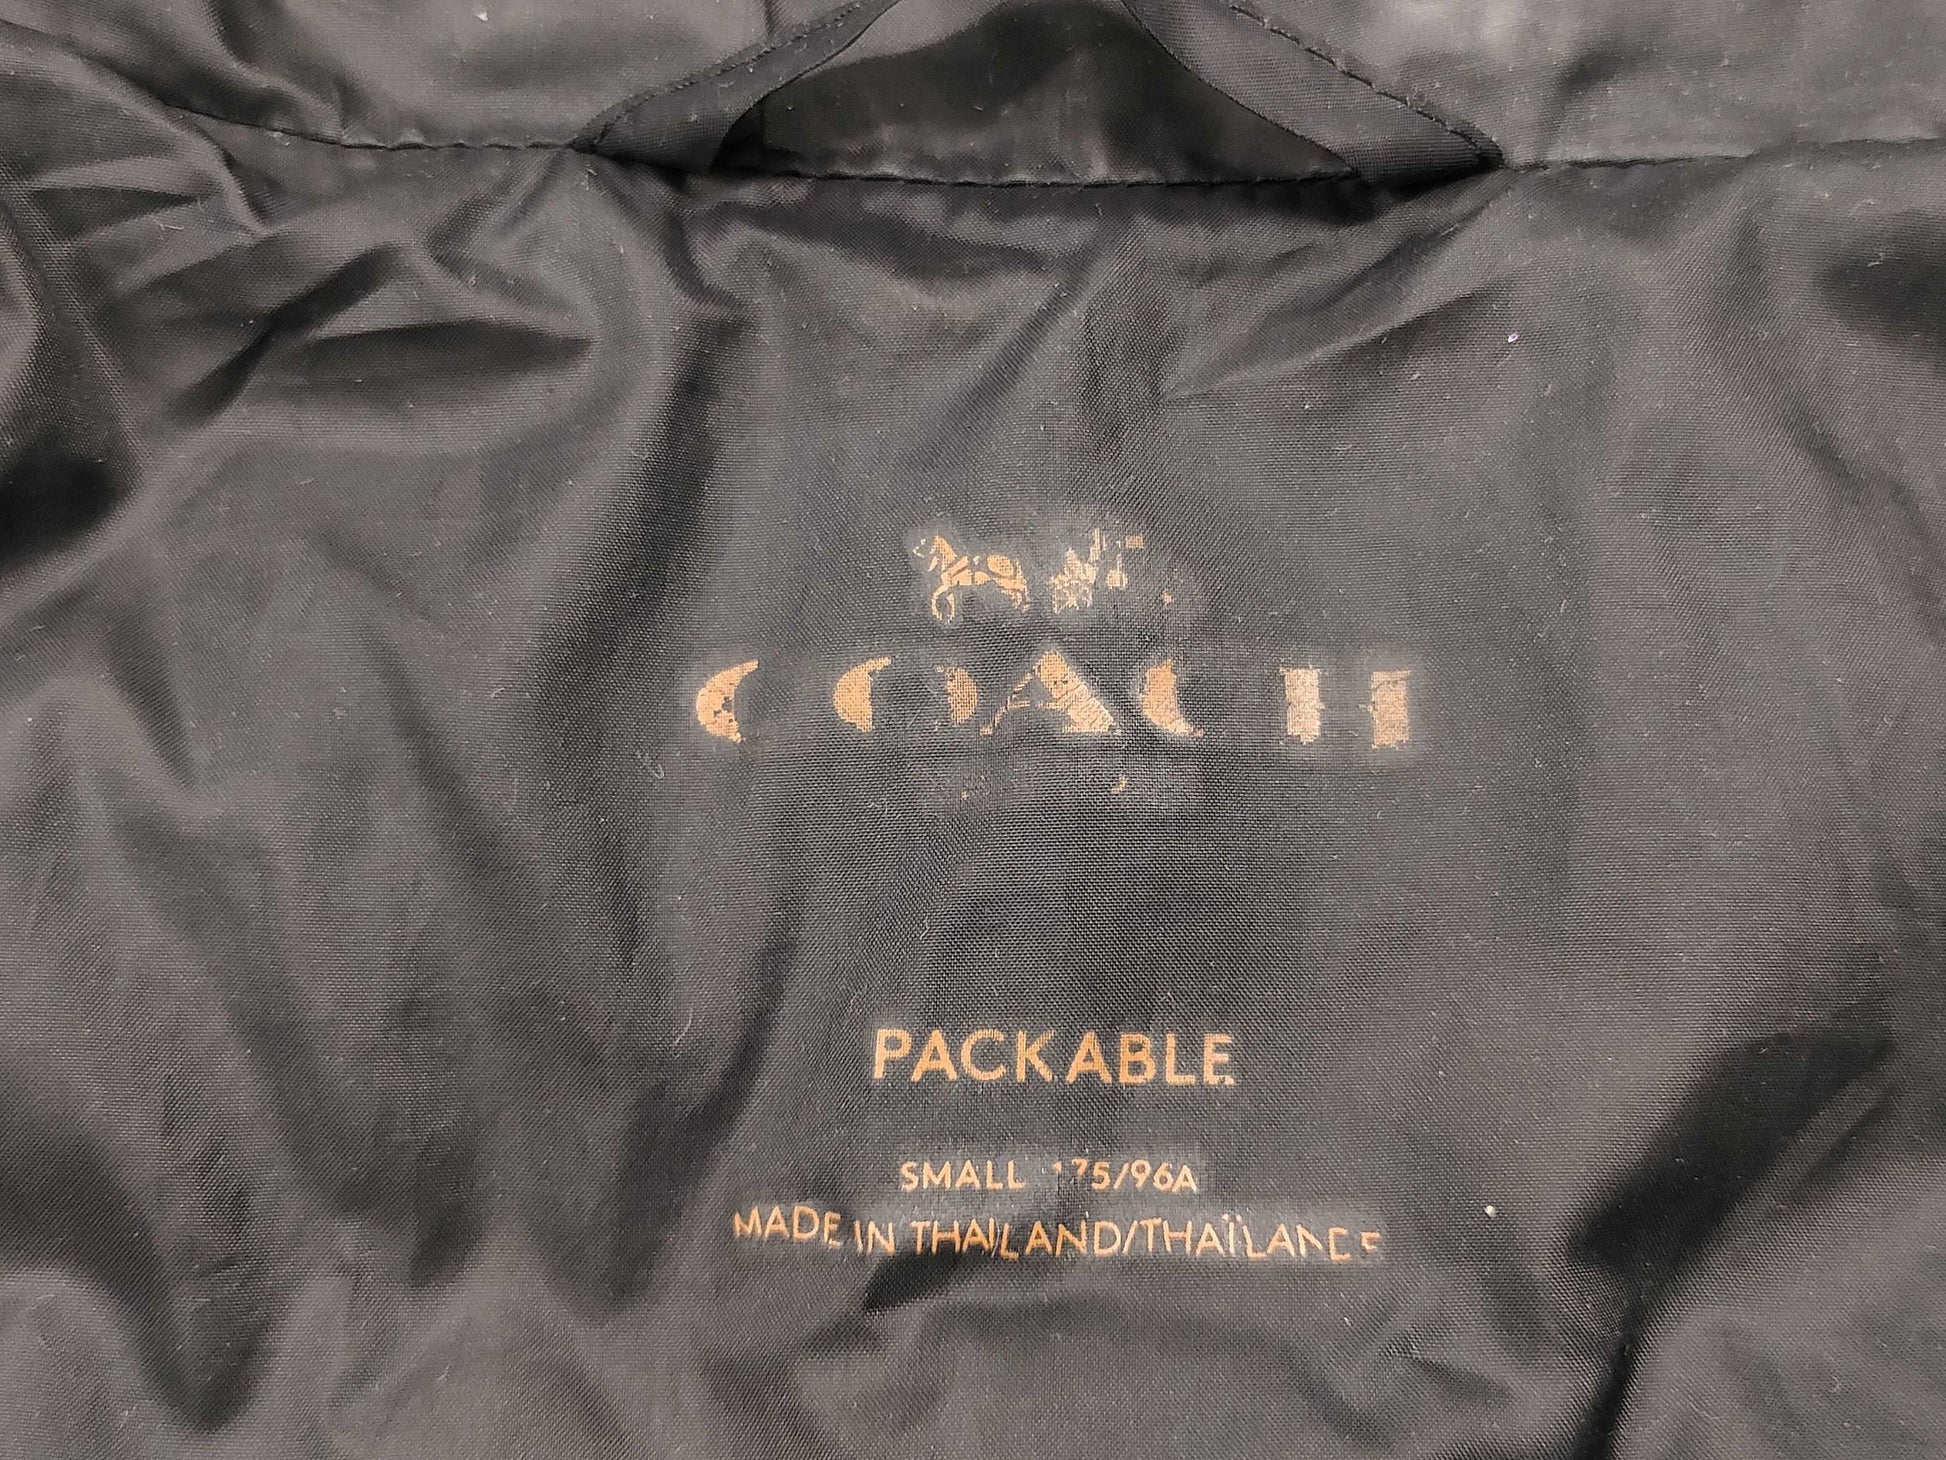 COACH
PACKABLE
SMALL 175/96A
MADE IN THAILAND/THAÏLANDE